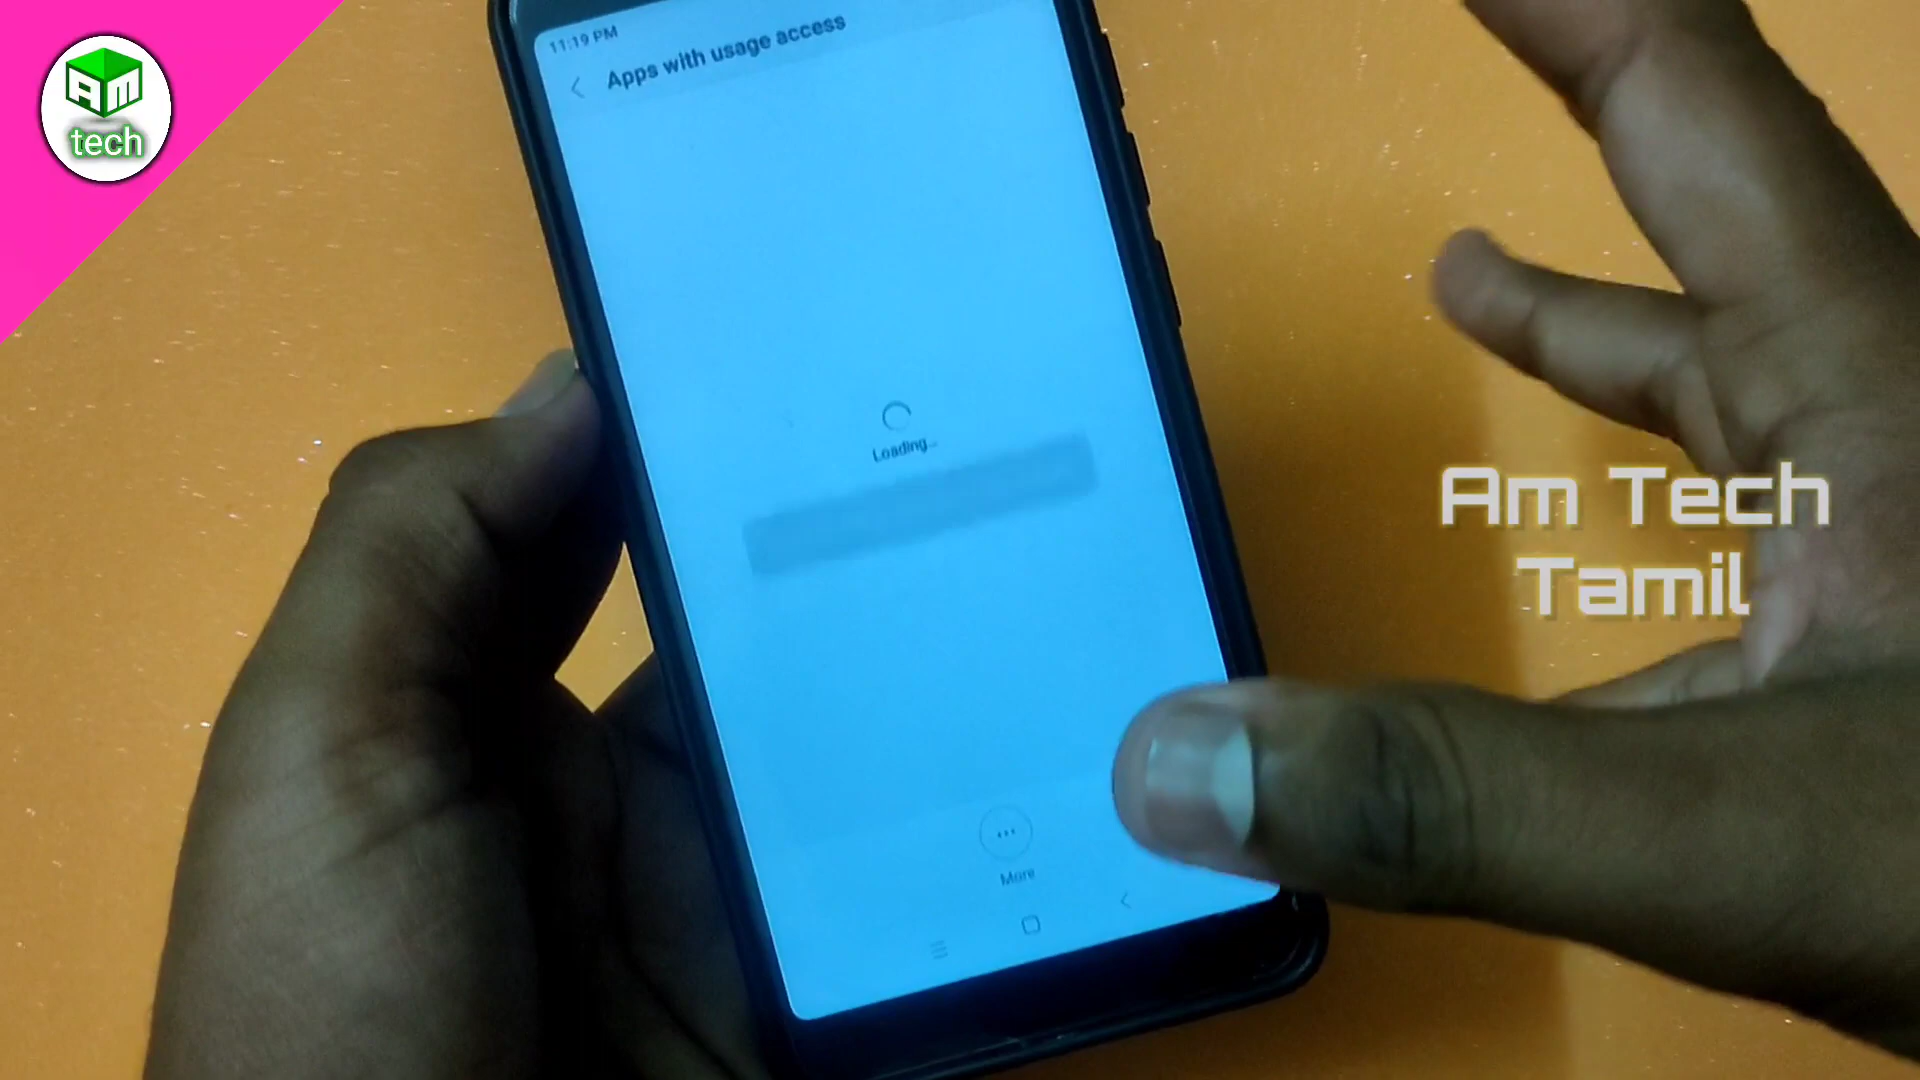 AM
tech
11:19 PM
Apps with usage access
Loading...
Am Tech
Tamil
More